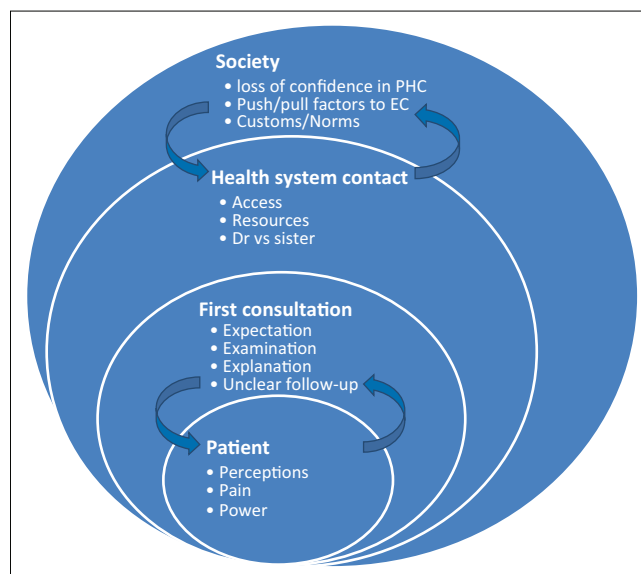 Society
• loss of confidence in PHC
• Push/pull factors to EC
• Customs/Norms
Health system contact
• Access
• Resources
• Dr vs sister
First consultation
• Expectation
• Examination
• Explanation
• Unclear follow-up
Patient
• Perceptions
• Pain
• Power